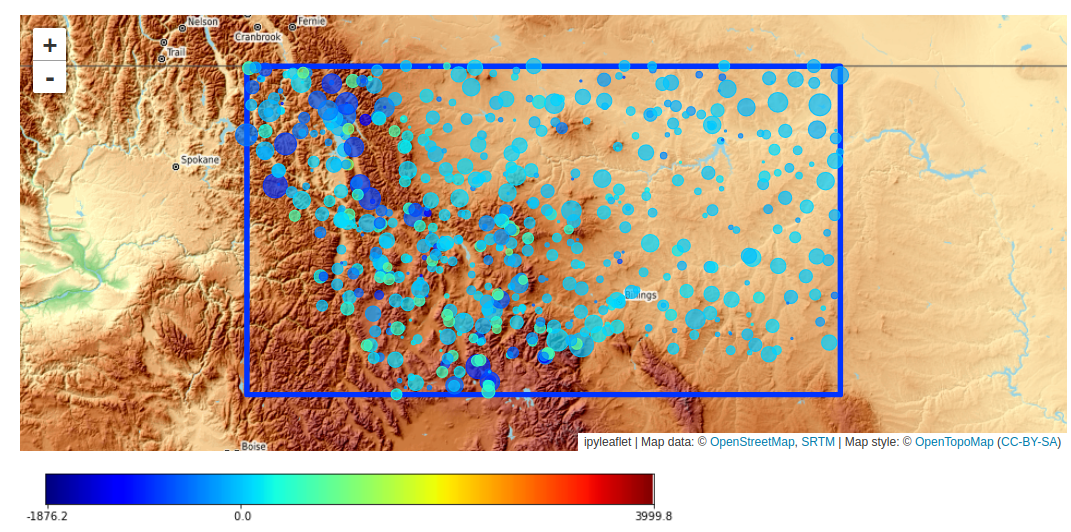 Nelson
Fernie
Cranbrook
Trail
+
-
Spokane
Billings
Boise
ipyleaflet | Map data: © OpenStreetMap, SRTM | Map style: © OpenTopoMap (CC-BY-SA)
-1876.2 0.0 3999.8